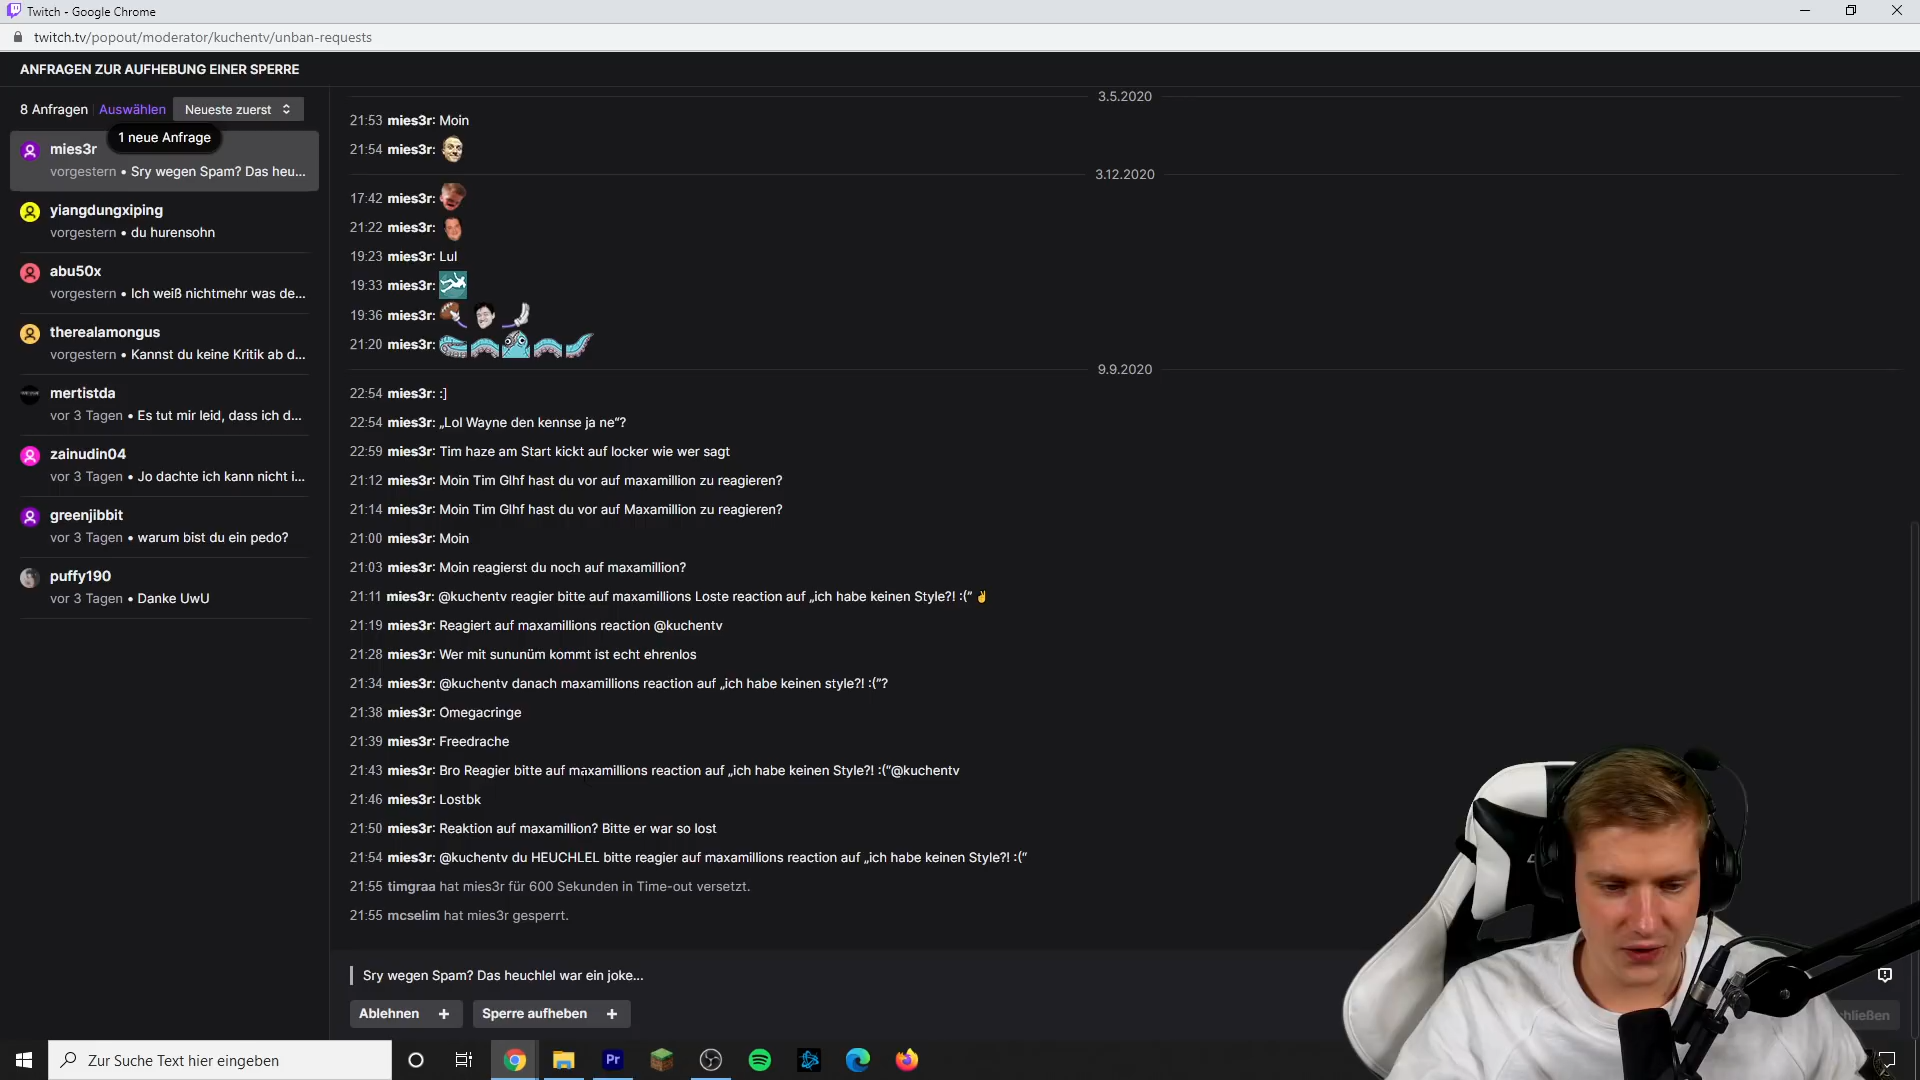 Twitch - Google Chrome
twitch.tv/popout/moderator/kuchentv/unban-requests
ANFRAGEN ZUR AUFHEBUNG EINER SPERRE
8 Anfragen Auswählen Neueste zuerst
1 neue Anfrage
mies3r
vorgestern • Sry wegen Spam? Das heu...
yiangdungxiping
vorgestern • du hurensohn
abu50x
vorgestern • Ich weiß nichtmehr was de...
therealamongus
vorgestern • Kannst du keine Kritik ab d...
mertistda
vor 3 Tagen • Es tut mir leid, dass ich d...
zainudin04
vor 3 Tagen • Jo dachte ich kann nicht i...
greenjibbit
vor 3 Tagen • warum bist du ein pedo?
puffy190
vor 3 Tagen • Danke UwU
3.5.2020
21:53 mies3r: Moin
21:54 mies3r:
3.12.2020
17:42 mies3r:
21:22 mies3r:
19:23 mies3r: Lul
19:33 mies3r:
19:36 mies3r:
21:20 mies3r:
9.9.2020
22:54 mies3r: :]
22:54 mies3r: „Lol Wayne den kennse ja ne“?
22:59 mies3r: Tim haze am Start kickt auf locker wie wer sagt
21:12 mies3r: Moin Tim Glhf hast du vor auf maxamillion zu reagieren?
21:14 mies3r: Moin Tim Glhf hast du vor auf Maxamillion zu reagieren?
21:00 mies3r: Moin
21:03 mies3r: Moin reagierst du noch auf maxamillion?
21:11 mies3r: @kuchentv reagier bitte auf maxamillions Loste reaction auf „ich habe keinen Style?! :(“ ✌
21:19 mies3r: Reagiert auf maxamillions reaction @kuchentv
21:28 mies3r: Wer mit sununüm kommt ist echt ehrenlos
21:34 mies3r: @kuchentv danach maxamillions reaction auf „ich habe keinen style?! :(“?
21:38 mies3r: Omegacringe
21:39 mies3r: Freedrache
21:43 mies3r: Bro Reagier bitte auf maxamillions reaction auf „ich habe keinen Style?! :(“@kuchentv
21:46 mies3r: Lostbk
21:50 mies3r: Reaktion auf maxamillion? Bitte er war so lost
21:54 mies3r: @kuchentv du HEUCHLEL bitte reagier auf maxamillions reaction auf „ich habe keinen Style?! :(“
21:55 timgraa hat mies3r für 600 Sekunden in Time-out versetzt.
21:55 mcselim hat mies3r gesperrt.
Sry wegen Spam? Das heuchlel war ein joke...
Ablehnen + Sperre aufheben +
chließen
Zur Suche Text hier eingeben
Pr